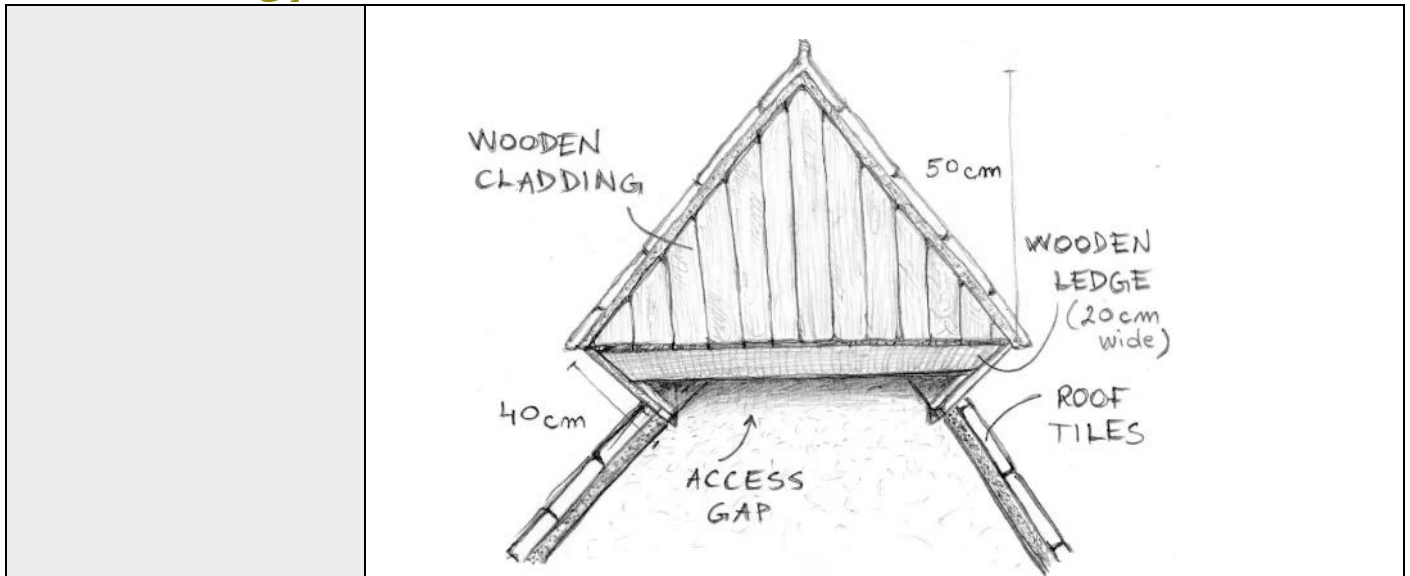 WOODEN
CLADDING
50cm
WOODEN
LEDGE
(20cm
wide)
40cm
ROOF
TILES
ACCESS
GAP